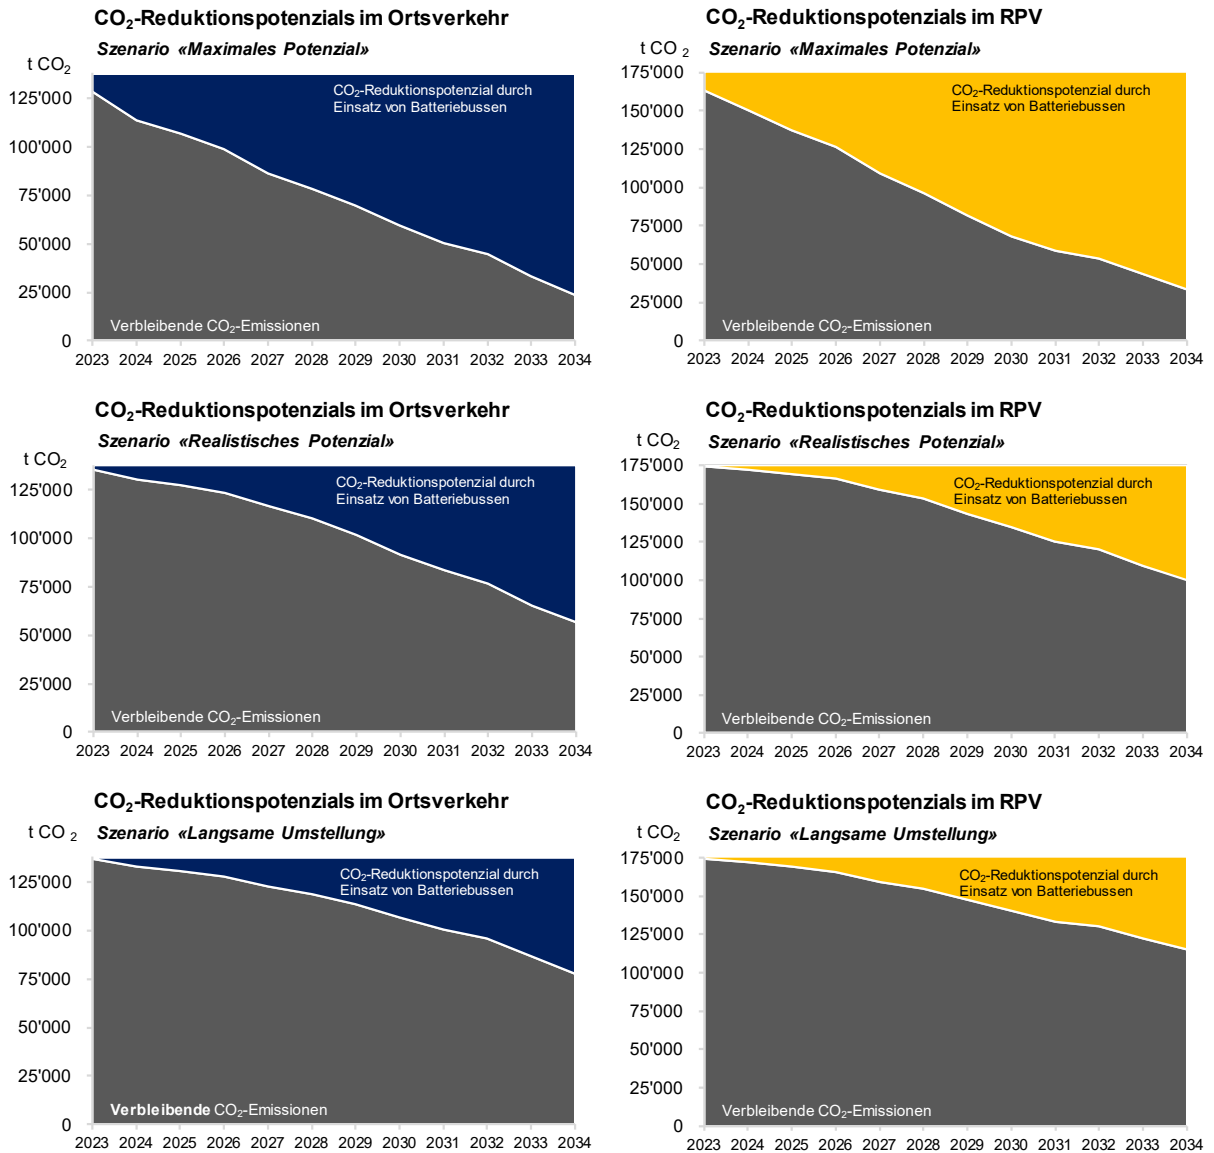 CO₂-Reduktionspotenzials im Ortsverkehr
Szenario «Maximales Potenzial»
t CO₂
125'000
100'000
75'000
50'000
25'000
0
CO₂-Reduktionspotenzial durch
Einsatz von Batteriebussen
Verbleibende CO₂-Emissionen
2023 2024 2025 2026 2027 2028 2029 2030 2031 2032 2033 2034
CO₂-Reduktionspotenzials im RPV
Szenario «Maximales Potenzial»
t CO ₂
175'000
150'000
125'000
100'000
75'000
50'000
25'000
0
CO₂-Reduktionspotenzial durch
Einsatz von Batteriebussen
Verbleibende CO₂-Emissionen
2023 2024 2025 2026 2027 2028 2029 2030 2031 2032 2033 2034
CO₂-Reduktionspotenzials im Ortsverkehr
Szenario «Realistisches Potenzial»
t CO₂
125'000
100'000
75'000
50'000
25'000
0
CO₂-Reduktionspotenzial durch
Einsatz von Batteriebussen
Verbleibende CO₂-Emissionen
2023 2024 2025 2026 2027 2028 2029 2030 2031 2032 2033 2034
CO₂-Reduktionspotenzials im RPV
Szenario «Realistisches Potenzial»
t CO ₂
175'000
150'000
125'000
100'000
75'000
50'000
25'000
0
CO₂-Reduktionspotenzial durch
Einsatz von Batteriebussen
Verbleibende CO₂-Emissionen
2023 2024 2025 2026 2027 2028 2029 2030 2031 2032 2033 2034
CO₂-Reduktionspotenzials im Ortsverkehr
Szenario «Langsame Umstellung»
t CO ₂
125'000
100'000
75'000
50'000
25'000
0
CO₂-Reduktionspotenzial durch
Einsatz von Batteriebussen
Verbleibende CO₂-Emissionen
2023 2024 2025 2026 2027 2028 2029 2030 2031 2032 2033 2034
CO₂-Reduktionspotenzials im RPV
Szenario «Langsame Umstellung»
t CO ₂
175'000
150'000
125'000
100'000
75'000
50'000
25'000
0
CO₂-Reduktionspotenzial durch
Einsatz von Batteriebussen
Verbleibende CO₂-Emissionen
2023 2024 2025 2026 2027 2028 2029 2030 2031 2032 2033 2034